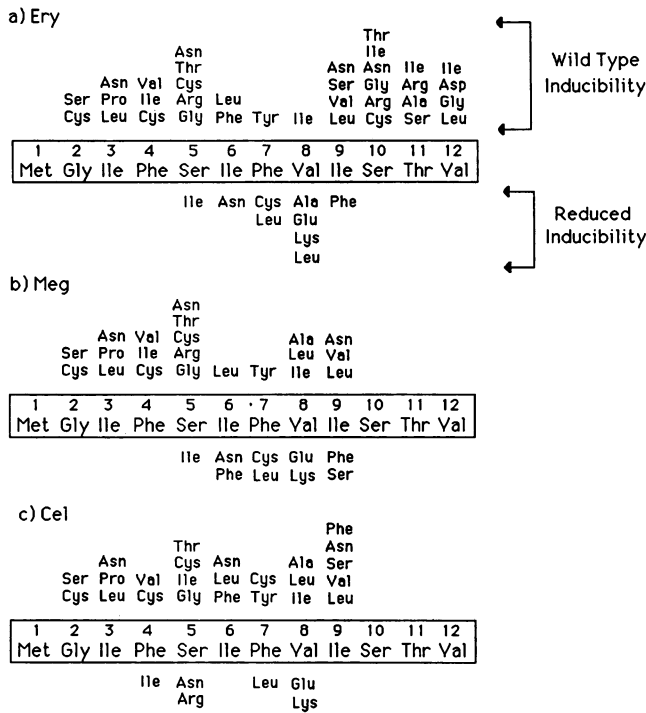 a) Ery
Thr
Asn Ile
Thr Asn Ile Ile Wild Type
Asn Val Cys Asn Gly Arg Asp Inducibility
Ser Pro Ile Arg Leu Ser Arg Ala Gly
Cys Leu Cys Gly Phe Tyr Ile Val Leu Cys Ser Leu
1 2 3 4 5 6 7 8 9 10 11 12
Met Gly Ile Phe Ser Ile Phe Val Ile Ser Thr Val
Ile Asn Cys Ala Phe
Leu Glu Reduced
Lys Inducibility
Leu
b) Meg
Asn
Thr
Asn Val Cys Ala Asn
Ser Pro Ile Arg Leu Val
Cys Leu Cys Gly Leu Tyr Ile Leu
1 2 3 4 5 6 7 8 9 10 11 12
Met Gly Ile Phe Ser Ile Phe Val Ile Ser Thr Val
Ile Asn Cys Glu Phe
Phe Leu Lys Ser
c) Cel
Phe
Thr Asn
Asn Cys Asn Ala Ser
Ser Pro Val Ile Leu Cys Leu Val
Cys Leu Cys Gly Phe Tyr Ile Leu
1 2 3 4 5 6 7 8 9 10 11 12
Met Gly Ile Phe Ser Ile Phe Val Ile Ser Thr Val
Ile Asn Leu Glu
Arg Lys